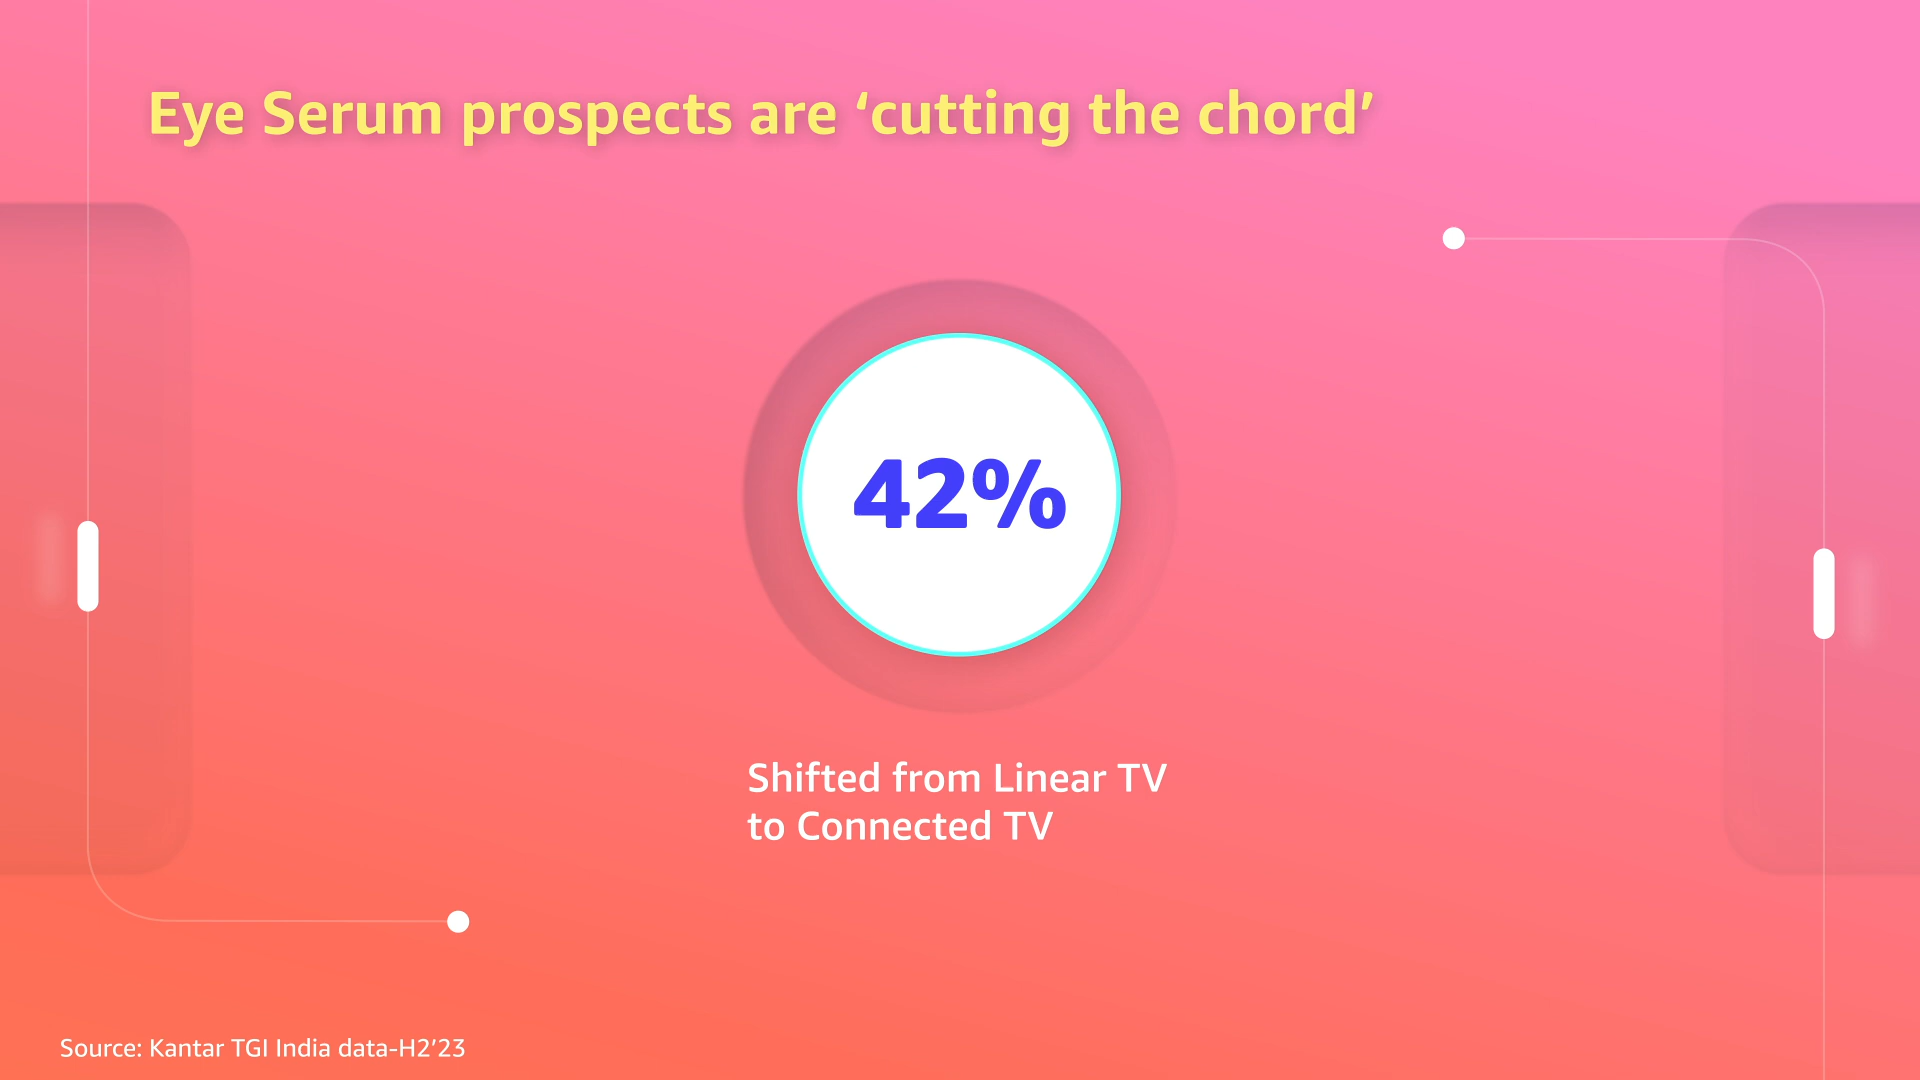 Eye Serum prospects are ‘cutting the chord’
42%
Shifted from Linear TV
to Connected TV
Source: Kantar TGI India data-H2’23